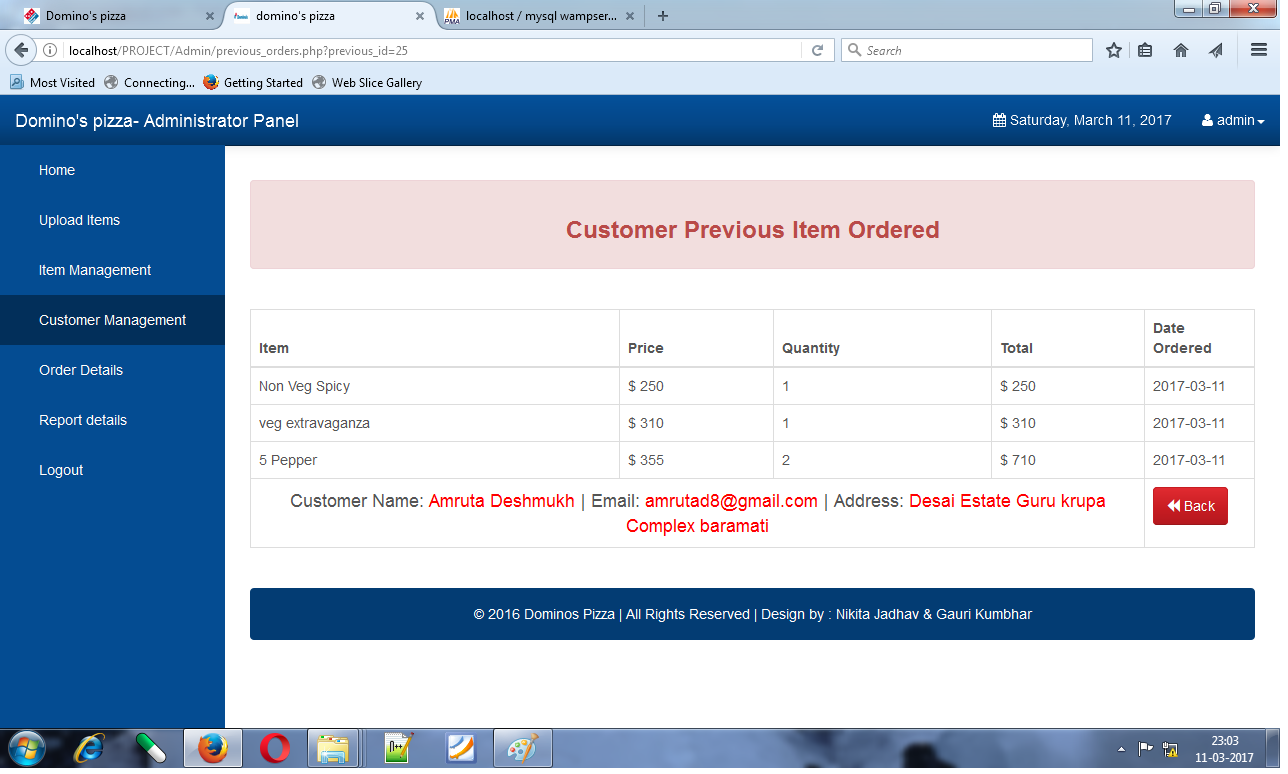 Domino's pizza
domino's pizza
localhost / mysql wampser...
localhost/PROJECT/Admin/previous_orders.php?previous_id=25
Search
Most Visited Connecting... Getting Started Web Slice Gallery
Domino's pizza- Administrator Panel
Saturday, March 11, 2017 admin
Home
Upload Items
Item Management
Customer Management
Order Details
Report details
Logout
Customer Previous Item Ordered
Item Price Quantity Total Date Ordered
Non Veg Spicy $ 250 1 $ 250 2017-03-11
veg extravaganza $ 310 1 $ 310 2017-03-11
5 Pepper $ 355 2 $ 710 2017-03-11
Customer Name: Amruta Deshmukh | Email: amrutad8@gmail.com | Address: Desai Estate Guru krupa
Complex baramati
Back
© 2016 Dominos Pizza | All Rights Reserved | Design by : Nikita Jadhav & Gauri Kumbhar
23:03
11-03-2017